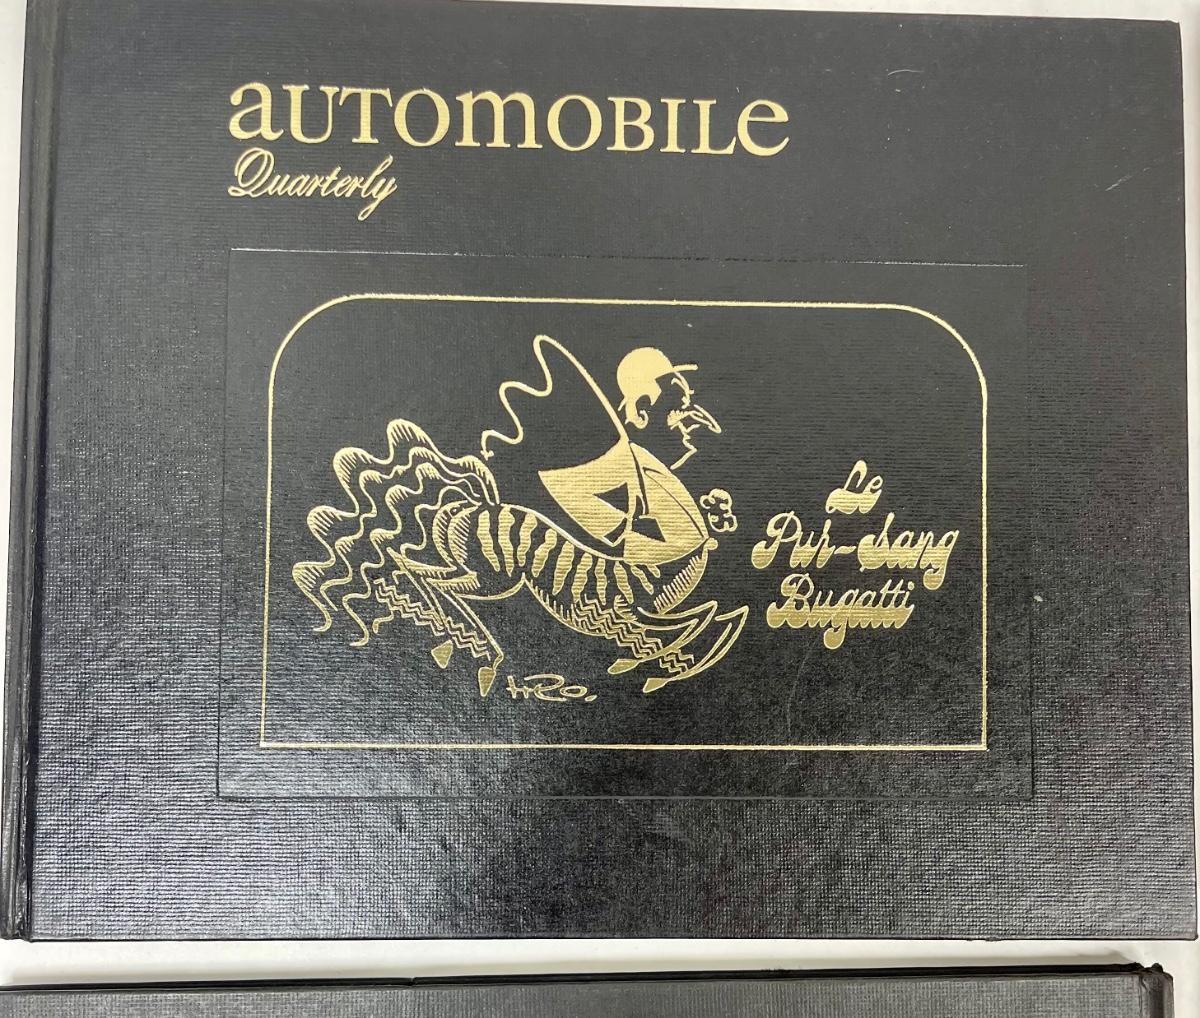 AUTOMOBILE
Quarterly
Le
Pur-Sang
Bugatti